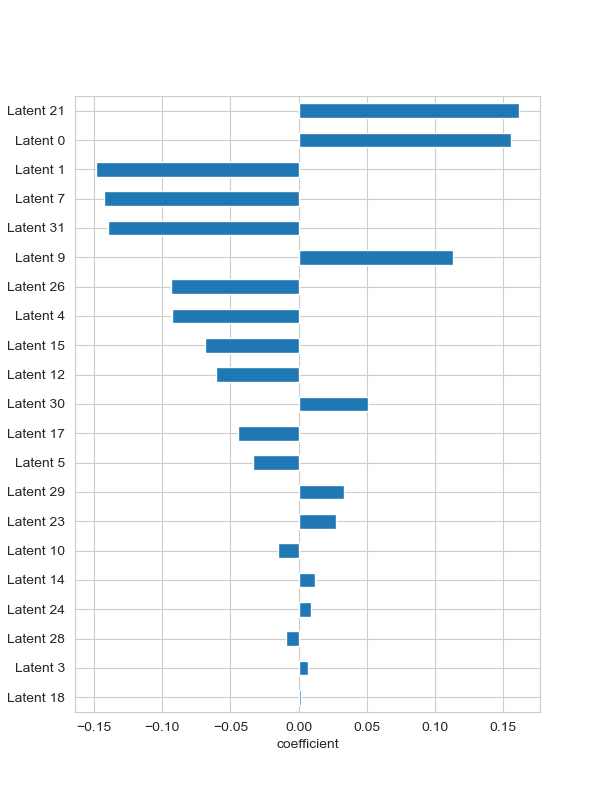 Latent 21
Latent 0
Latent 1
Latent 7
Latent 31
Latent 9
Latent 26
Latent 4
Latent 15
Latent 12
Latent 30
Latent 17
Latent 5
Latent 29
Latent 23
Latent 10
Latent 14
Latent 24
Latent 28
Latent 3
Latent 18
−0.15 −0.10 −0.05 0.00 0.05 0.10 0.15
coefficient